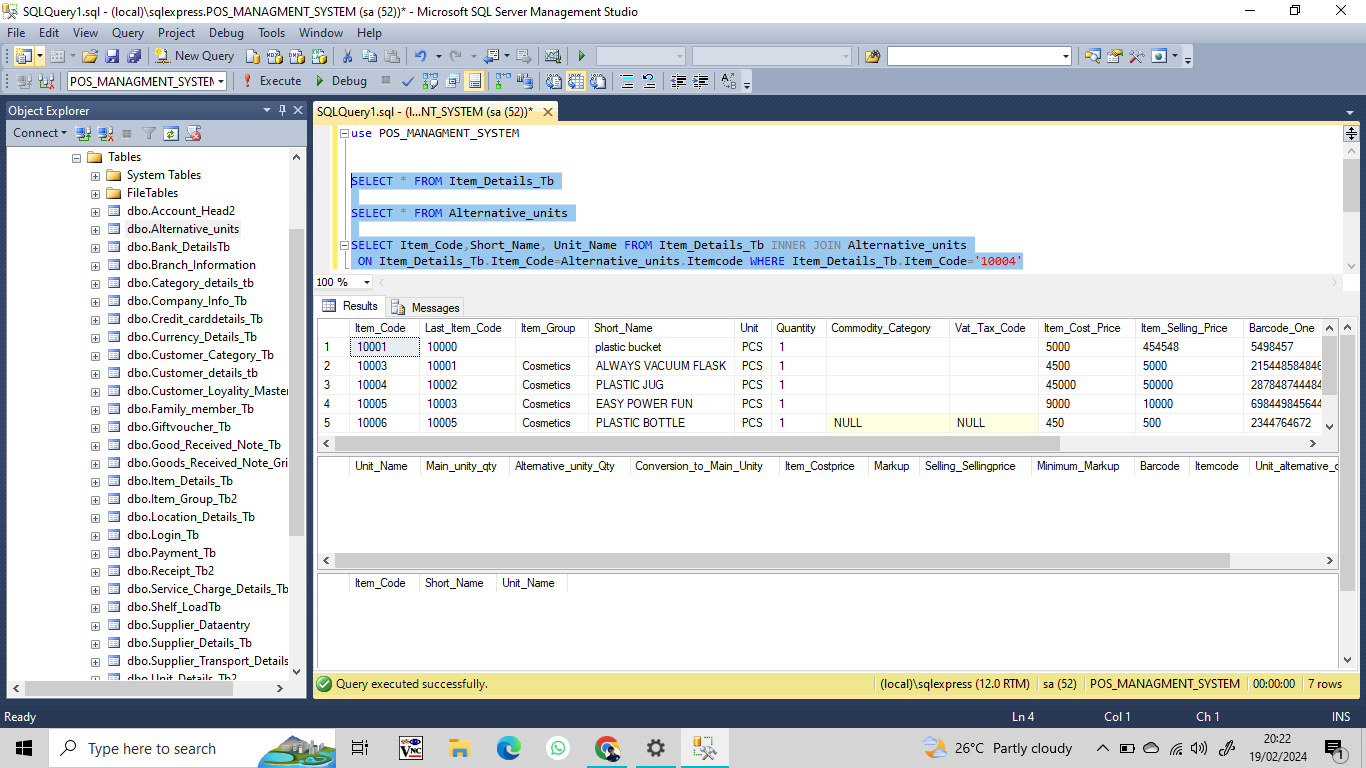 SQLQuery1.sql - (local)\sqlexpress.POS_MANAGMENT_SYSTEM (sa (52))* - Microsoft SQL Server Management Studio
File Edit View Query Project Debug Tools Window Help
New Query
POS_MANAGMENT_SYSTEM Execute Debug
Object Explorer
Connect
Tables
System Tables
FileTables
dbo.Account_Head2
dbo.Alternative_units
dbo.Bank_DetailsTb
dbo.Branch_Information
dbo.Category_details_tb
dbo.Company_Info_Tb
dbo.Credit_carddetails_Tb
dbo.Currency_Details_Tb
dbo.Customer_Category_Tb
dbo.Customer_details_tb
dbo.Customer_Loyality_Master
dbo.Family_member_Tb
dbo.Giftvoucher_Tb
dbo.Good_Received_Note_Tb
dbo.Goods_Received_Note_Gri
dbo.Item_Details_Tb
dbo.Item_Group_Tb2
dbo.Location_Details_Tb
dbo.Login_Tb
dbo.Payment_Tb
dbo.Receipt_Tb2
dbo.Service_Charge_Details_Tb
dbo.Shelf_LoadTb
dbo.Supplier_Dataentry
dbo.Supplier_Details_Tb
dbo.Supplier_Transport_Details
dbo.Unit_Details_Tb2
SQLQuery1.sql - (l...NT_SYSTEM (sa (52))*
use POS_MANAGMENT_SYSTEM
SELECT * FROM Item_Details_Tb
SELECT * FROM Alternative_units
SELECT Item_Code,Short_Name, Unit_Name FROM Item_Details_Tb INNER JOIN Alternative_units
ON Item_Details_Tb.Item_Code=Alternative_units.Itemcode WHERE Item_Details_Tb.Item_Code='10004'
100 %
Results Messages
Item_Code Last_Item_Code Item_Group Short_Name Unit Quantity Commodity_Category Vat_Tax_Code Item_Cost_Price Item_Selling_Price Barcode_One
1 10001 10000 plastic bucket PCS 1 5000 454548 5498457
2 10003 10001 Cosmetics ALWAYS VACUUM FLASK PCS 1 4500 5000 215448584846
3 10004 10002 Cosmetics PLASTIC JUG PCS 1 45000 50000 287848744484
4 10005 10003 Cosmetics EASY POWER FUN PCS 1 9000 10000 698449845644
5 10006 10005 Cosmetics PLASTIC BOTTLE PCS 1 NULL NULL 450 500 2344764672
Unit_Name Main_unity_qty Alternative_unity_Qty Conversion_to_Main_Unity Item_Costprice Markup Selling_Sellingprice Minimum_Markup Barcode Itemcode Unit_alternative_c
Item_Code Short_Name Unit_Name
Query executed successfully. (local)\sqlexpress (12.0 RTM) sa (52) POS_MANAGMENT_SYSTEM 00:00:00 7 rows
Ready Ln 4 Col 1 Ch 1 INS
Type here to search
VNC
26°C Partly cloudy
20:22
19/02/2024
1